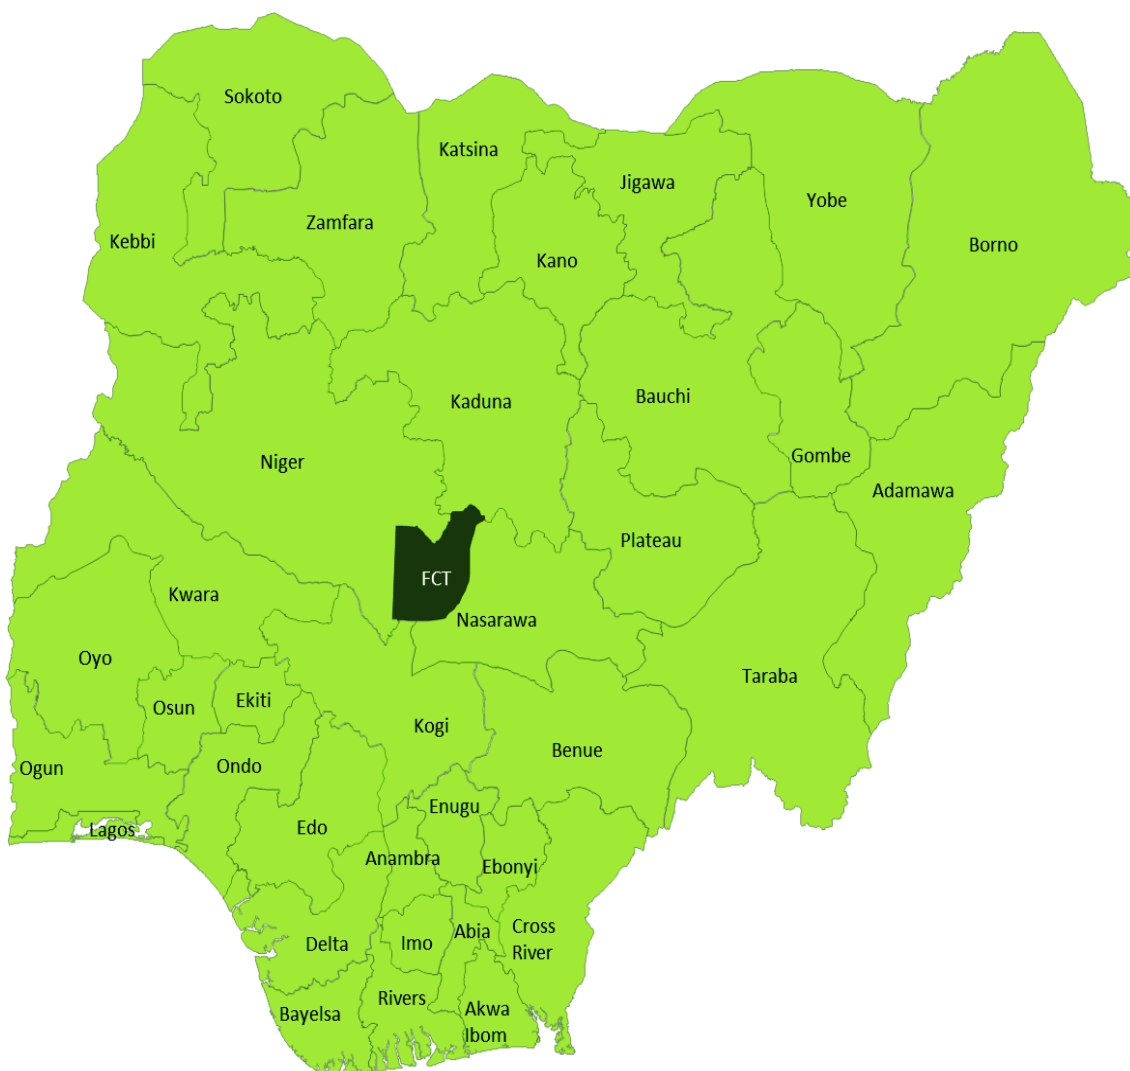 Sokoto
Katsina
Jigawa
Yobe
Zamfara
Kebbi
Borno
Kano
Bauchi
Kaduna
Gombe
Niger
Adamawa
Plateau
FCT
Kwara
Nasarawa
Oyo
Taraba
Ekiti
Osun
Kogi
Benue
Ogun
Ondo
Enugu
Lagos
Edo
Anambra
Ebonyi
Cross
River
Abia
Imo
Delta
Rivers
Akwa
Ibom
Bayelsa